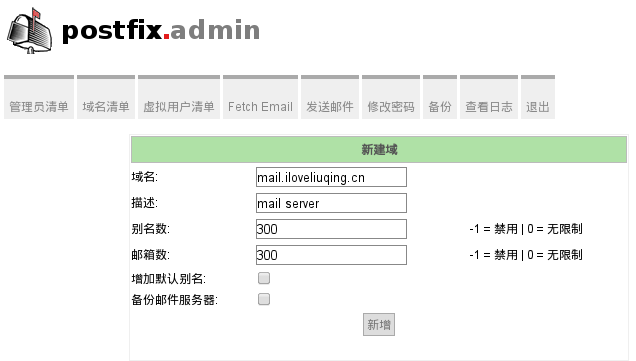 postfix.admin
管理员清单 域名清单 虚拟用户清单 Fetch Email 发送邮件 修改密码 备份 查看日志 退出
新建域
域名: mail.iloveliuqing.cn
描述: mail server
别名数: 300 -1 = 禁用 | 0 = 无限制
邮箱数: 300 -1 = 禁用 | 0 = 无限制
增加默认别名:
备份邮件服务器:
新增